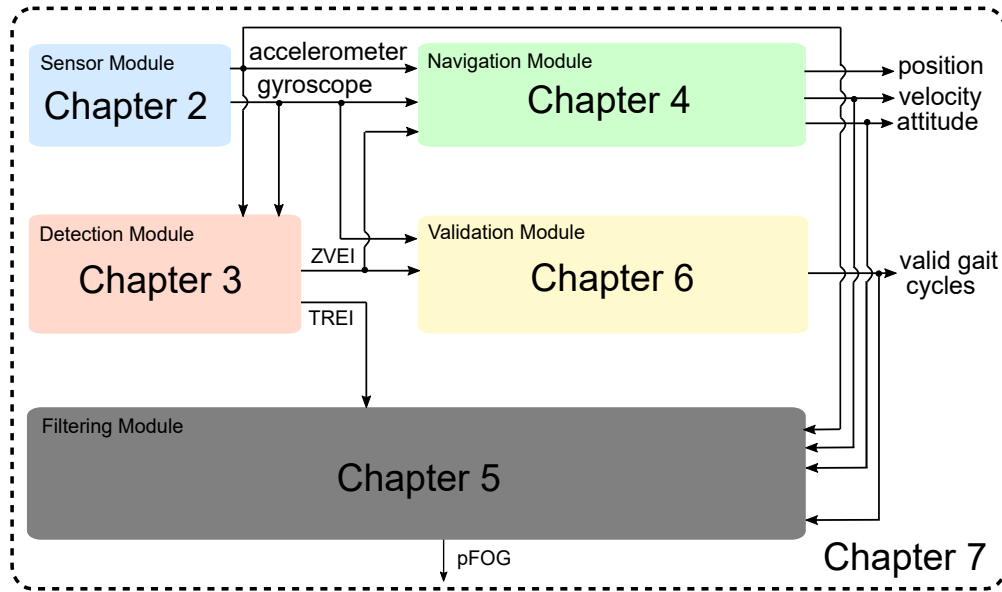 Sensor Module
Chapter 2
accelerometer
gyroscope
Navigation Module
Chapter 4
position
velocity
attitude
Detection Module
Chapter 3
ZVEI
TREI
Validation Module
Chapter 6
valid gait
cycles
Filtering Module
Chapter 5
pFOG
Chapter 7